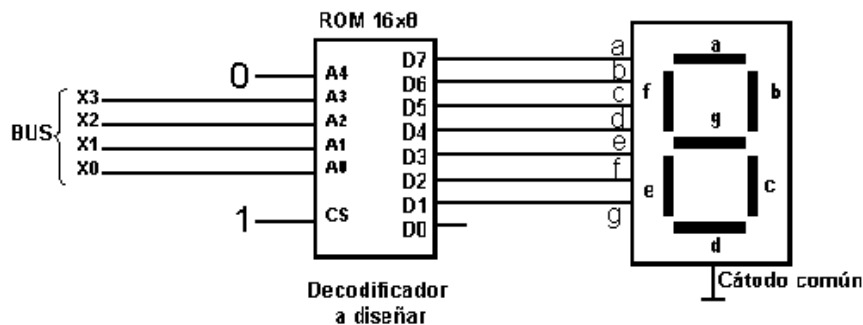 ROM 16x8
0
A4
D7
a
a
X3
A3
D6
b
f
b
BUS
X2
A2
D5
c
X1
A1
D4
d
g
X0
A0
D3
e
D2
f
e
c
1
CS
D1
g
D0
d
Decodificador
a diseñar
Cátodo común